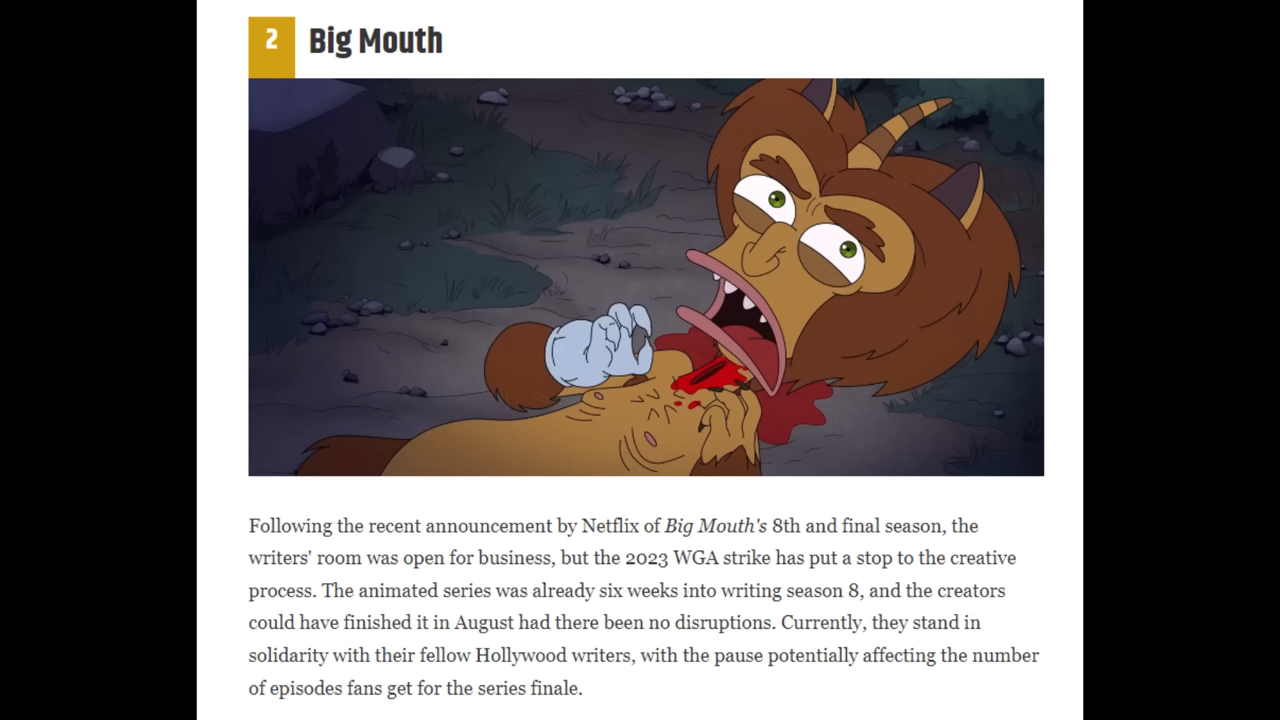 2 Big Mouth
Following the recent announcement by Netflix of Big Mouth's 8th and final season, the
writers' room was open for business, but the 2023 WGA strike has put a stop to the creative
process. The animated series was already six weeks into writing season 8, and the creators
could have finished it in August had there been no disruptions. Currently, they stand in
solidarity with their fellow Hollywood writers, with the pause potentially affecting the number
of episodes fans get for the series finale.